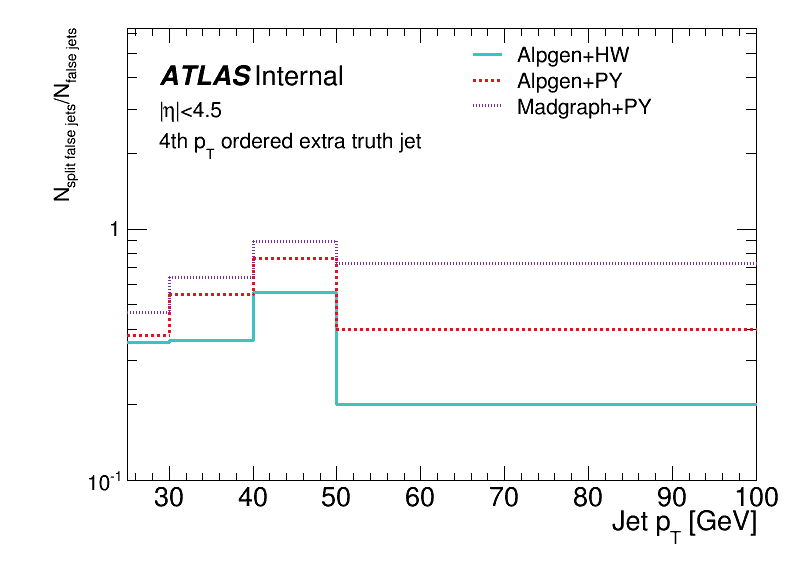 N_split false jets/N_false jets
ATLAS Internal
|η|<4.5
4th p_T ordered extra truth jet
Alpgen+HW
Alpgen+PY
Madgraph+PY
1
10^-1
30 40 50 60 70 80 90 100
Jet p_T [GeV]